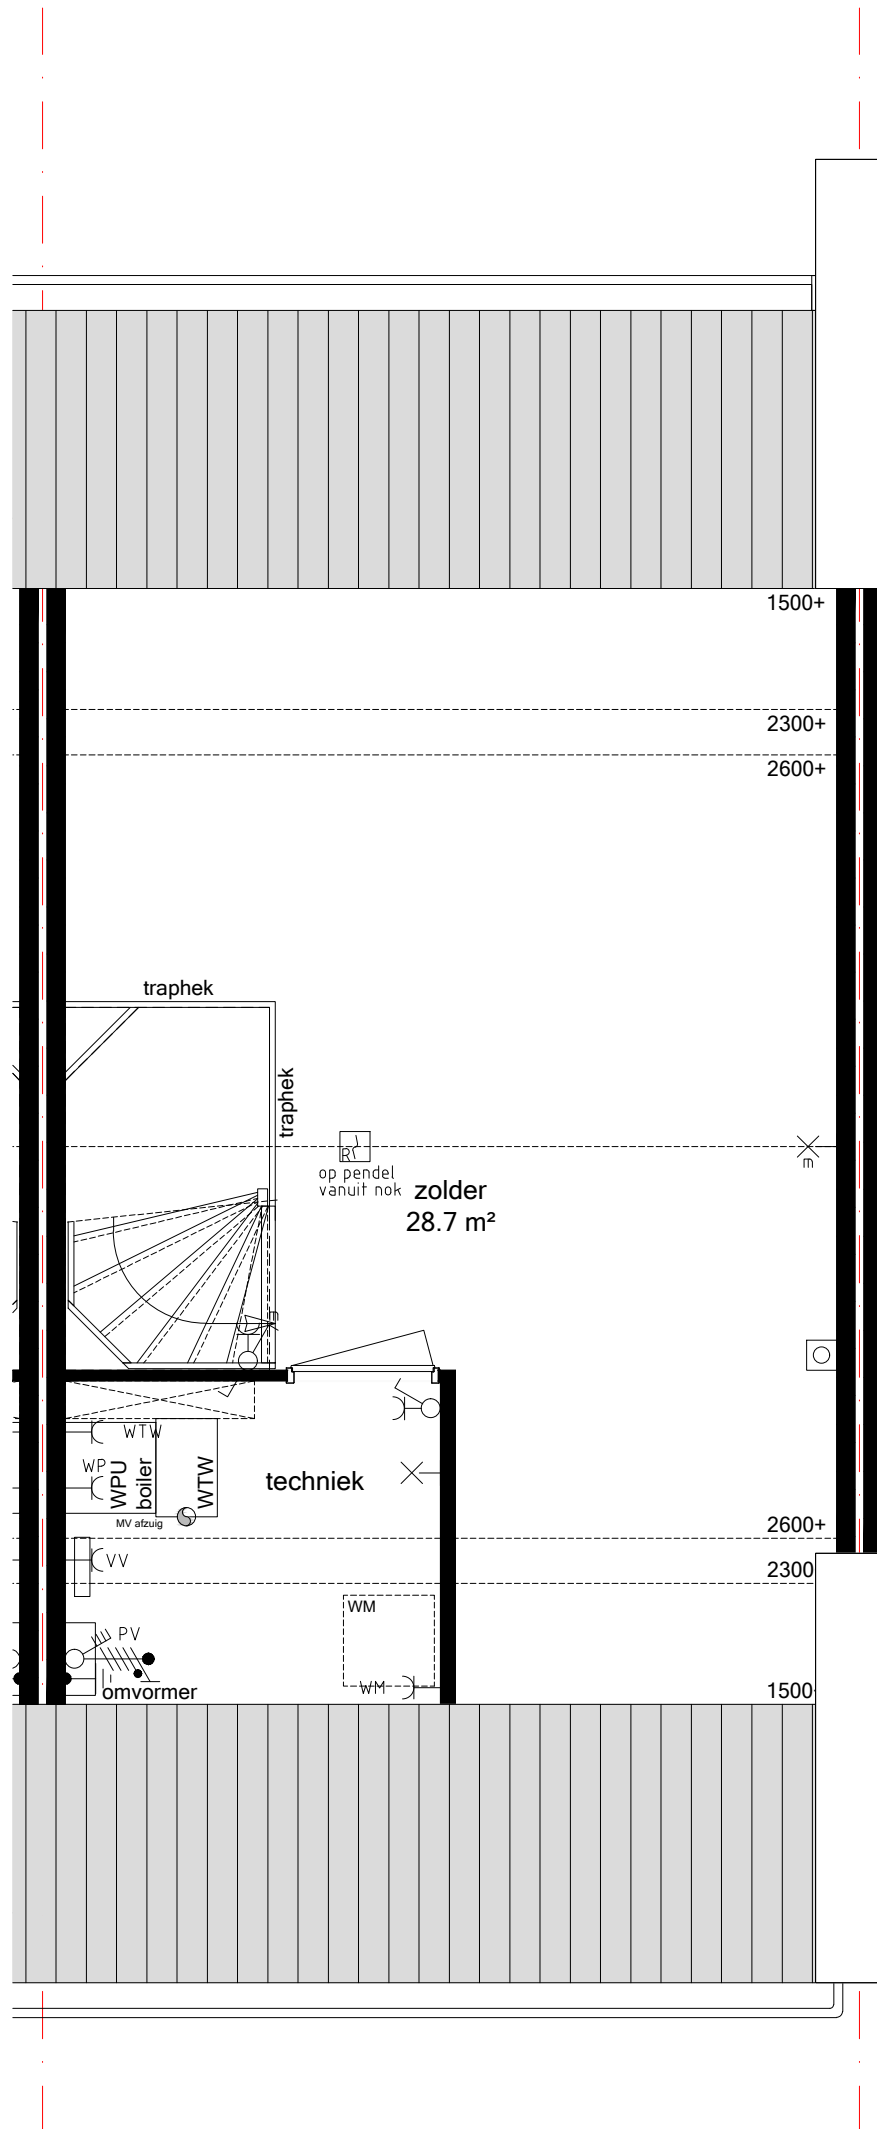 1500+
2300+
2600+
traphek
traphek
R
op pendel
vanuit nok
m
zolder
28.7 m²
m
WTW
WP
WPU
boiler
WTW
techniek
MV afzuig
2600+
VV
2300
WM
PV
omvormer
WM
1500